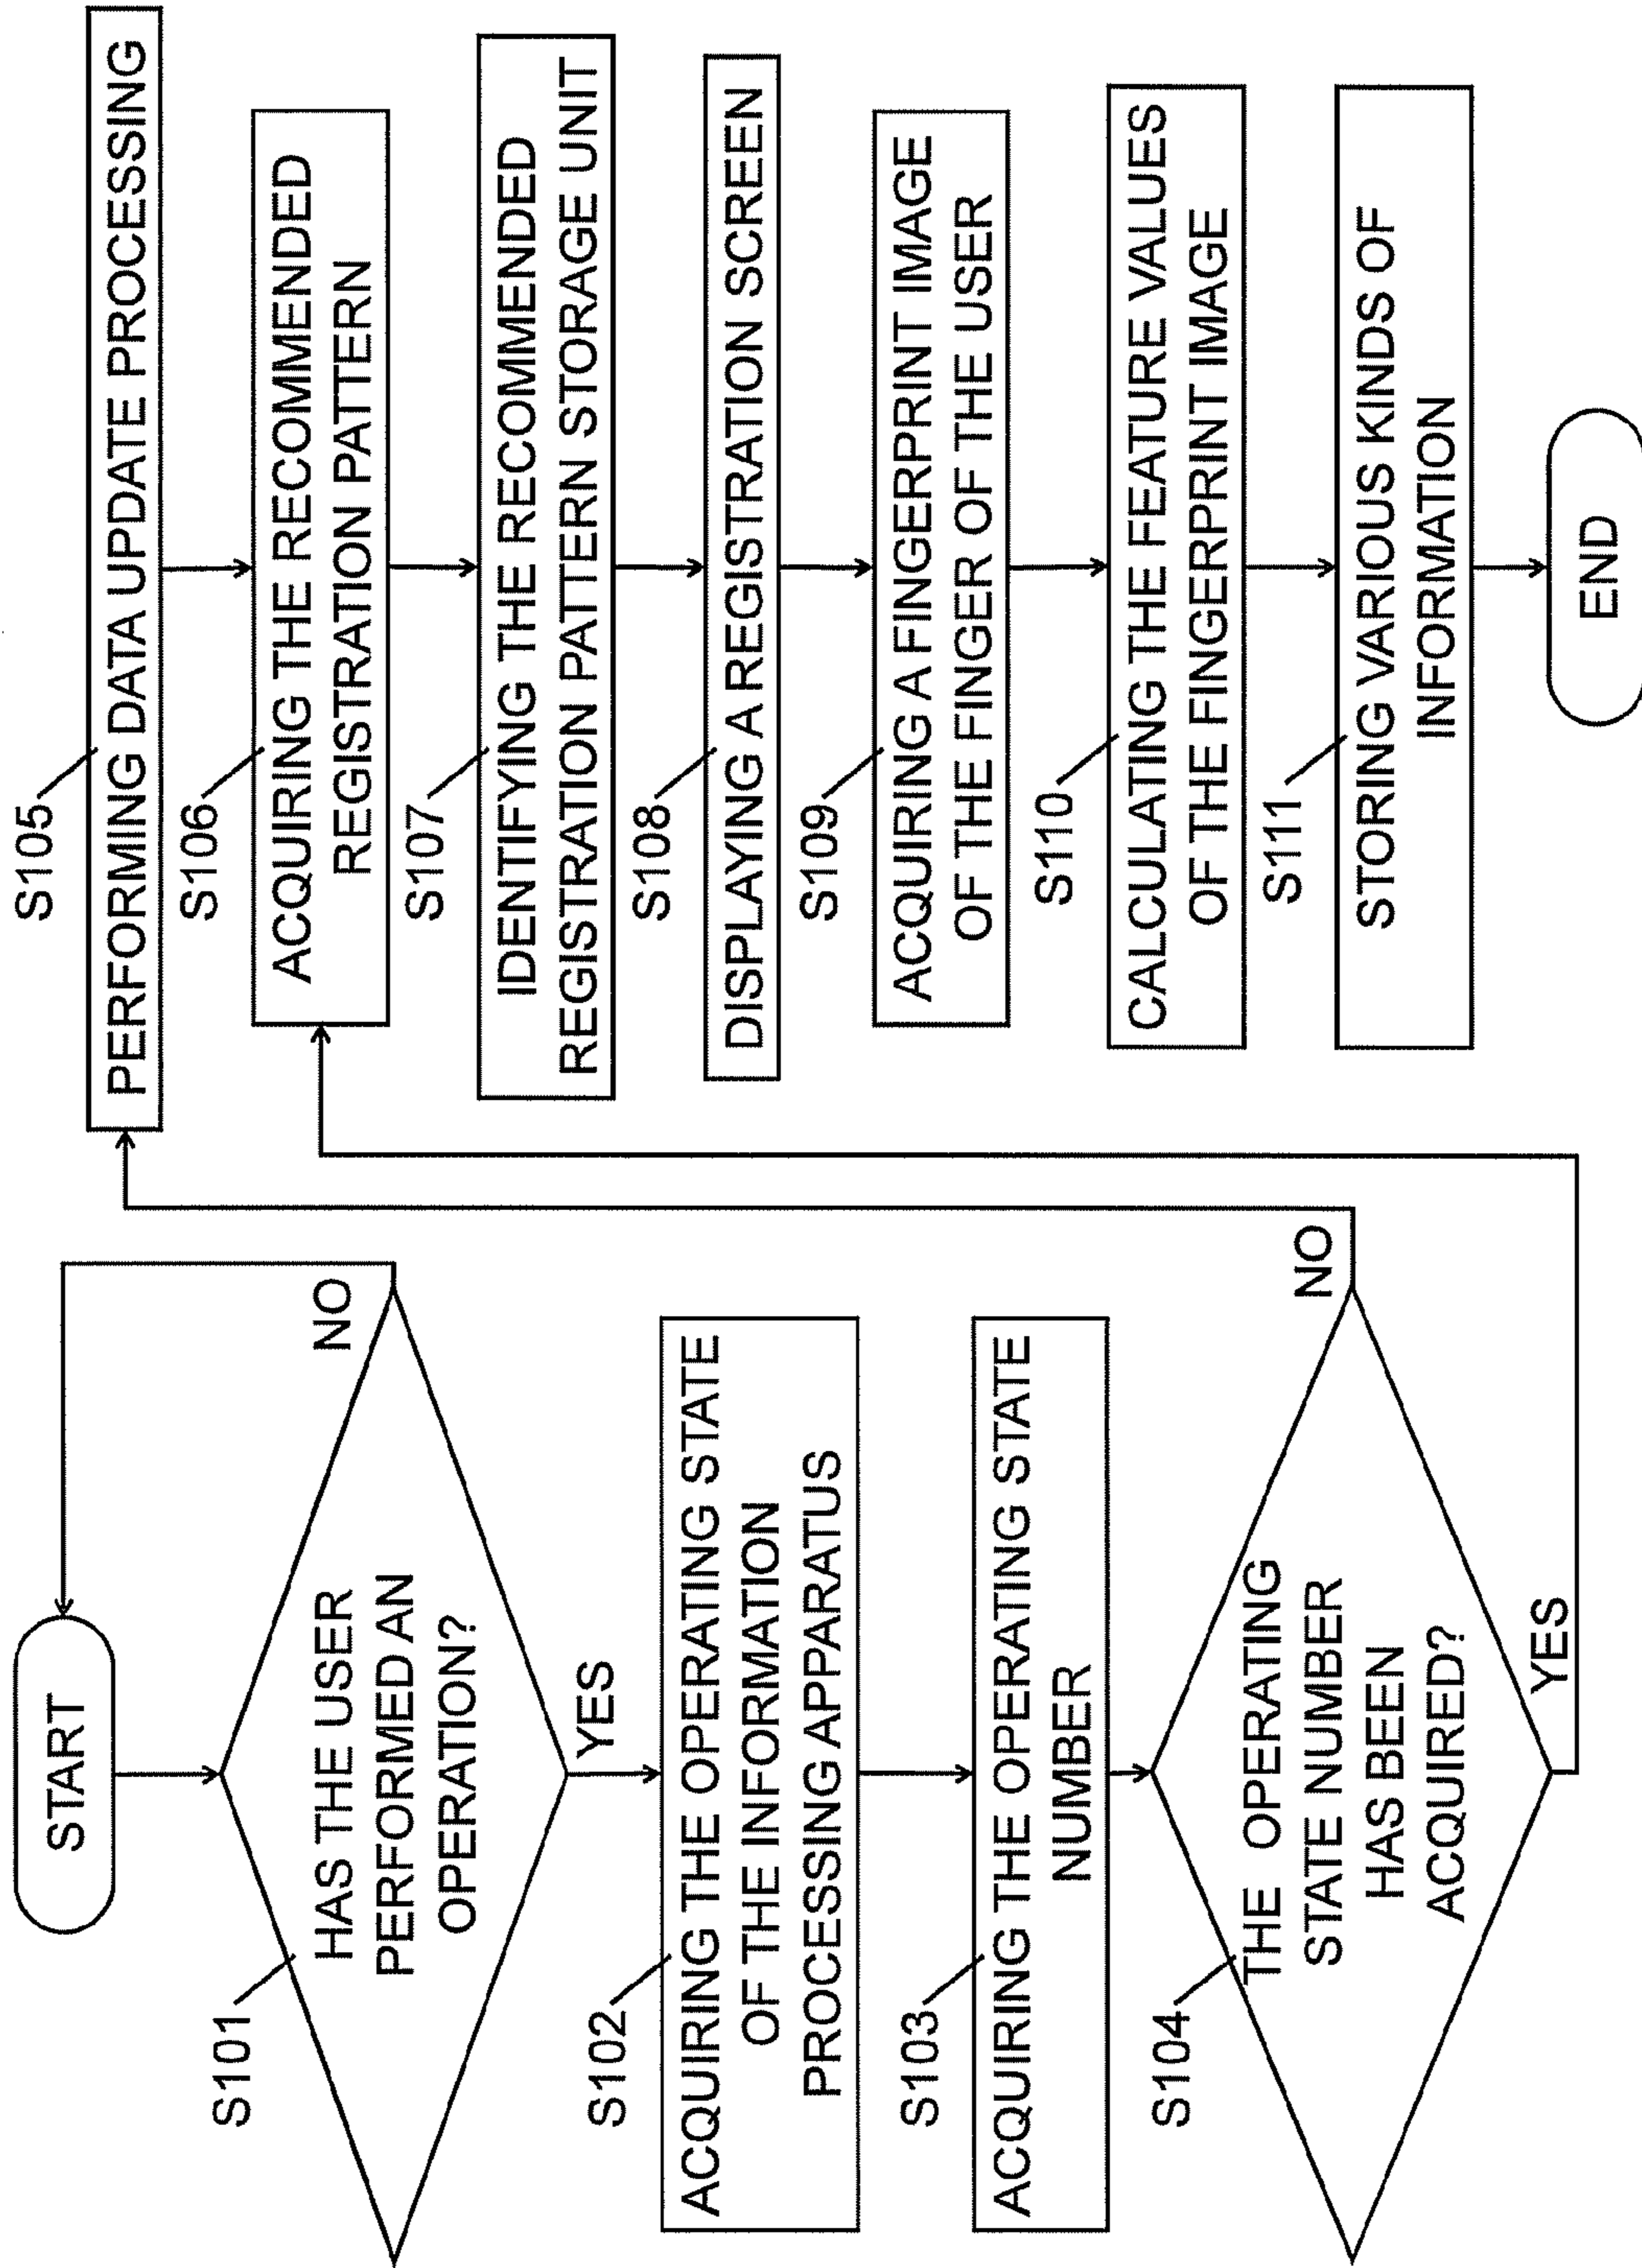 START
S101
HAS THE USER
PERFORMED AN
OPERATION?
NO
YES
S102
ACQUIRING THE OPERATING STATE
OF THE INFORMATION
PROCESSING APPARATUS
S103
ACQUIRING THE OPERATING STATE
NUMBER
S104
THE OPERATING
STATE NUMBER
HAS BEEN
ACQUIRED?
NO
YES
S105
PERFORMING DATA UPDATE PROCESSING
S106
ACQUIRING THE RECOMMENDED
REGISTRATION PATTERN
S107
IDENTIFYING THE RECOMMENDED
REGISTRATION PATTERN STORAGE UNIT
S108
DISPLAYING A REGISTRATION SCREEN
S109
ACQUIRING A FINGERPRINT IMAGE
OF THE FINGER OF THE USER
S110
CALCULATING THE FEATURE VALUES
OF THE FINGERPRINT IMAGE
S111
STORING VARIOUS KINDS OF
INFORMATION
END